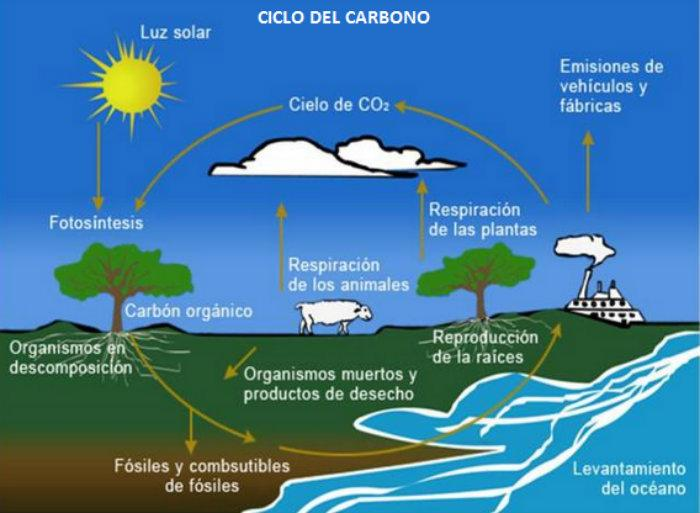 CICLO DEL CARBONO
Luz solar
Emisiones de
vehículos y
fábricas
Cielo de CO₂
Fotosíntesis
Respiración
de las plantas
Respiración
de los animales
Carbón orgánico
Organismos en
descomposición
Reproducción
de la raíces
Organismos muertos y
productos de desecho
Fósiles y combsutibles
de fósiles
Levantamiento
del océano